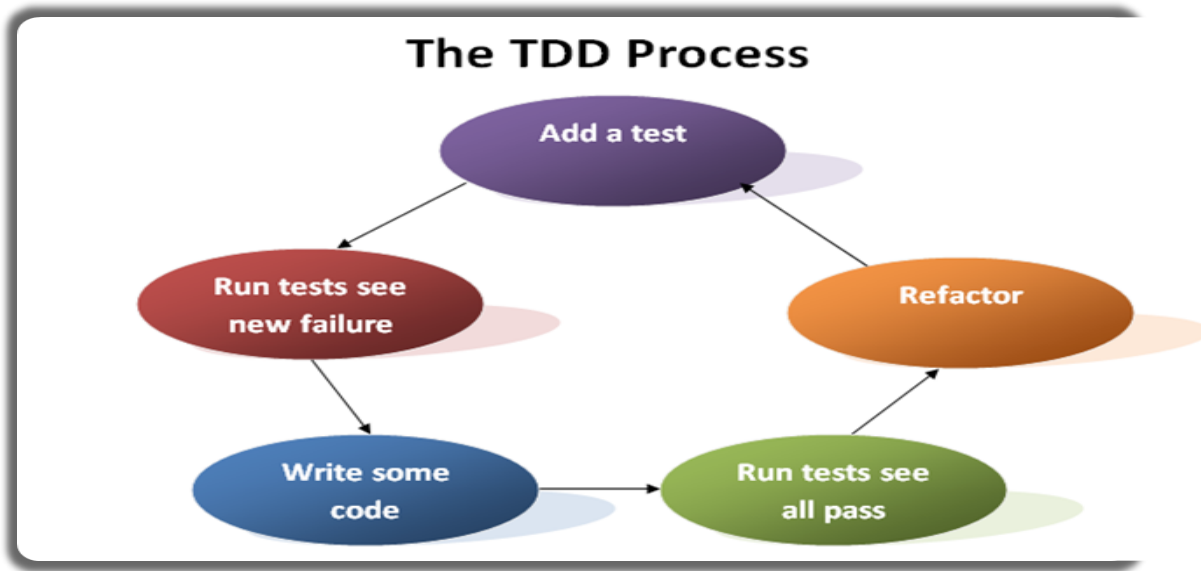 The TDD Process
Add a test
Run tests see
new failure
Refactor
Write some
code
Run tests see
all pass